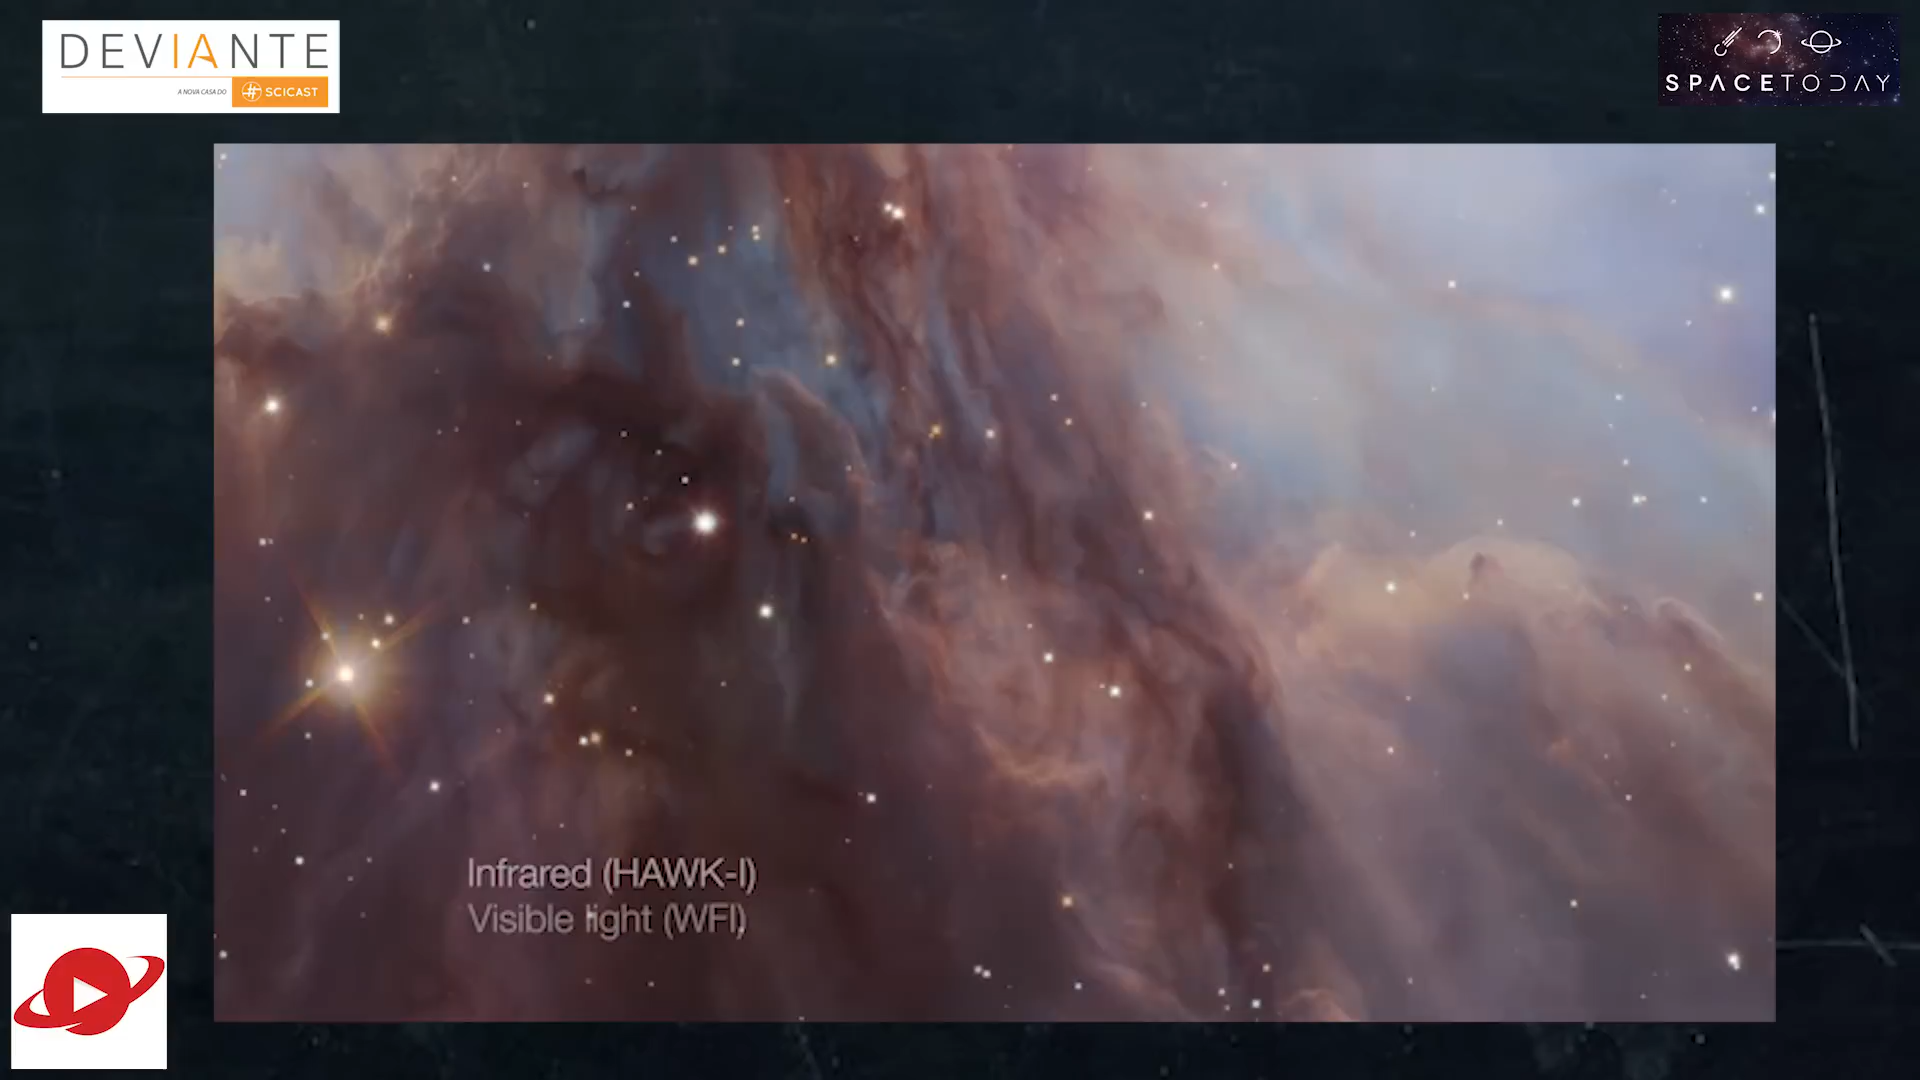 DEVIANTE
A NOVA CASA DO
SCICAST
SPACETODAY
Infrared (HAWK-I)
Visible light (WFI)